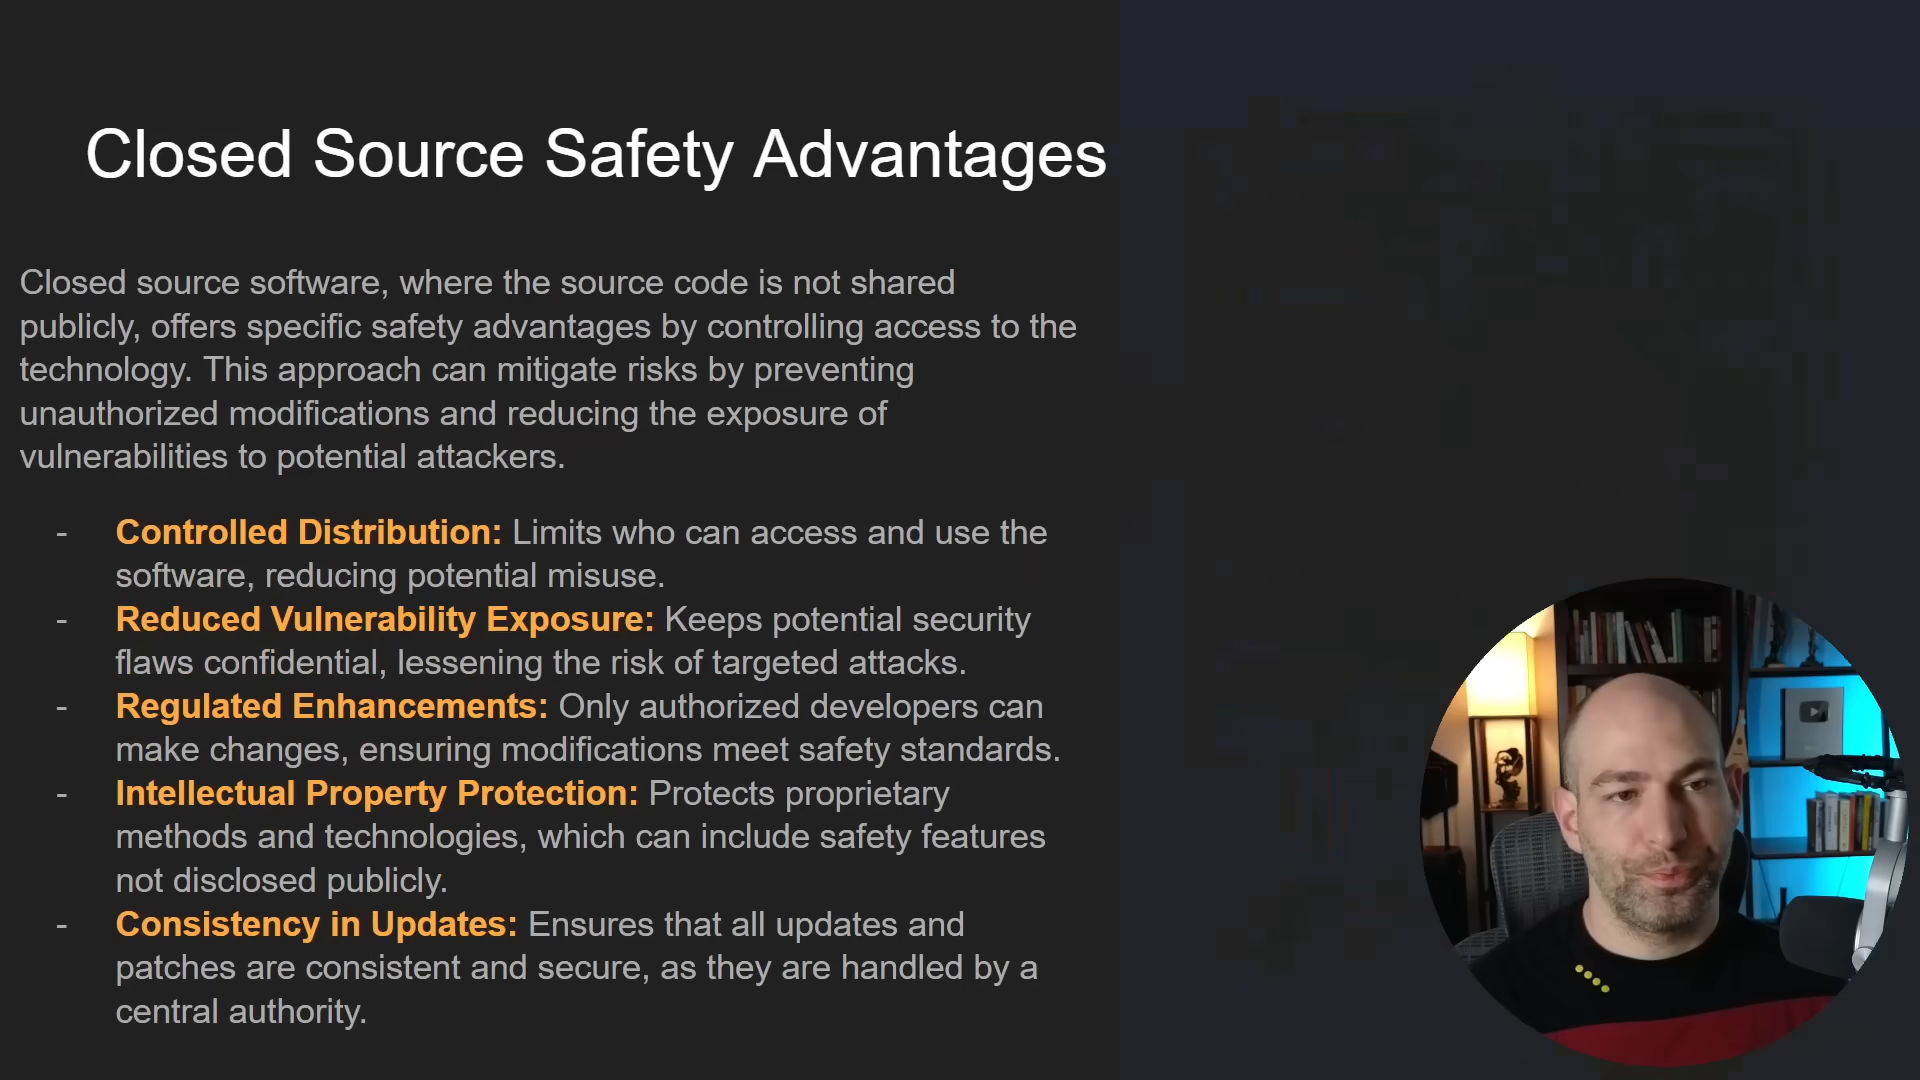 Closed Source Safety Advantages
Closed source software, where the source code is not shared
publicly, offers specific safety advantages by controlling access to the
technology. This approach can mitigate risks by preventing
unauthorized modifications and reducing the exposure of
vulnerabilities to potential attackers.
- Controlled Distribution: Limits who can access and use the
software, reducing potential misuse.
- Reduced Vulnerability Exposure: Keeps potential security
flaws confidential, lessening the risk of targeted attacks.
- Regulated Enhancements: Only authorized developers can
make changes, ensuring modifications meet safety standards.
- Intellectual Property Protection: Protects proprietary
methods and technologies, which can include safety features
not disclosed publicly.
- Consistency in Updates: Ensures that all updates and
patches are consistent and secure, as they are handled by a
central authority.